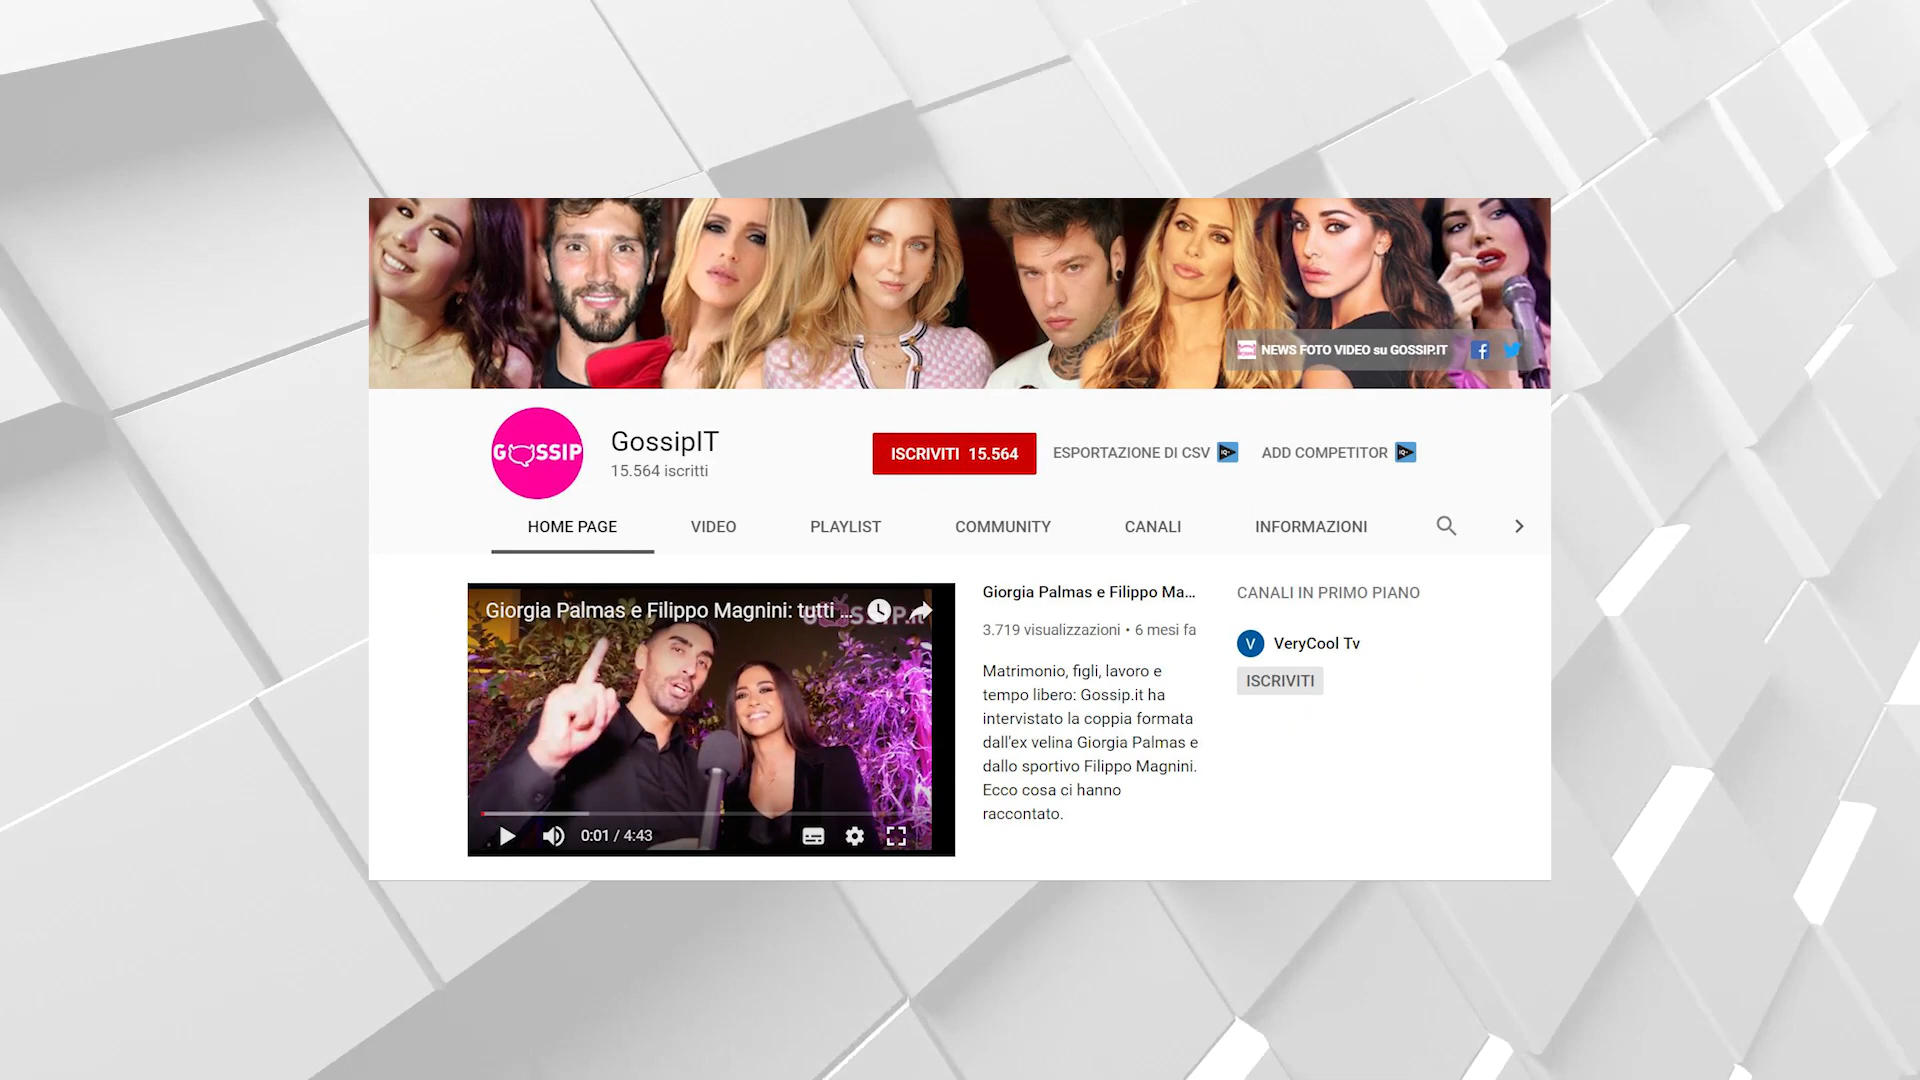 NEWS FOTO VIDEO su GOSSIP.IT
GOSSIP
GossipIT
15.564 iscritti
ISCRIVITI 15.564
ESPORTAZIONE DI CSV
ADD COMPETITOR
HOME PAGE
VIDEO
PLAYLIST
COMMUNITY
CANALI
INFORMAZIONI
Giorgia Palmas e Filippo Magnini: tutti ...
GOSSIP.it
0:01 / 4:43
Giorgia Palmas e Filippo Ma...
3.719 visualizzazioni • 6 mesi fa
Matrimonio, figli, lavoro e
tempo libero: Gossip.it ha
intervistato la coppia formata
dall'ex velina Giorgia Palmas e
dallo sportivo Filippo Magnini.
Ecco cosa ci hanno
raccontato.
CANALI IN PRIMO PIANO
V
VeryCool Tv
ISCRIVITI